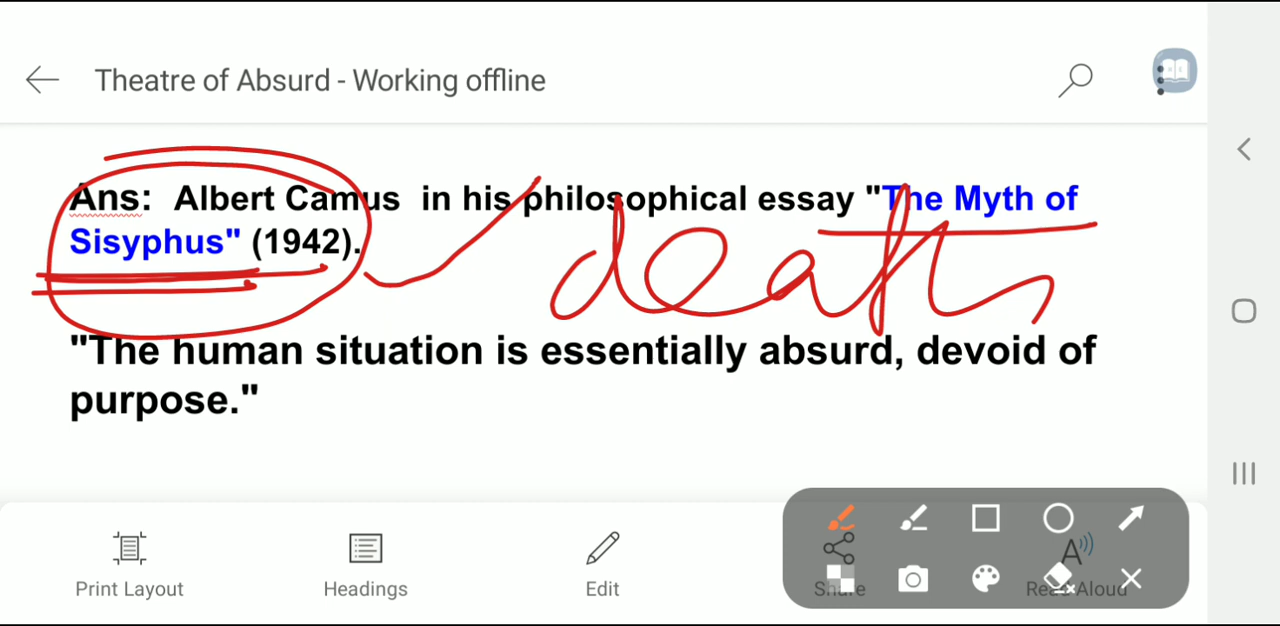 Theatre of Absurd - Working offline
Ans: Albert Camus in his philosophical essay "The Myth of
Sisyphus" (1942).
death
"The human situation is essentially absurd, devoid of
purpose."
Print Layout
Headings
Edit
Share
Read Aloud